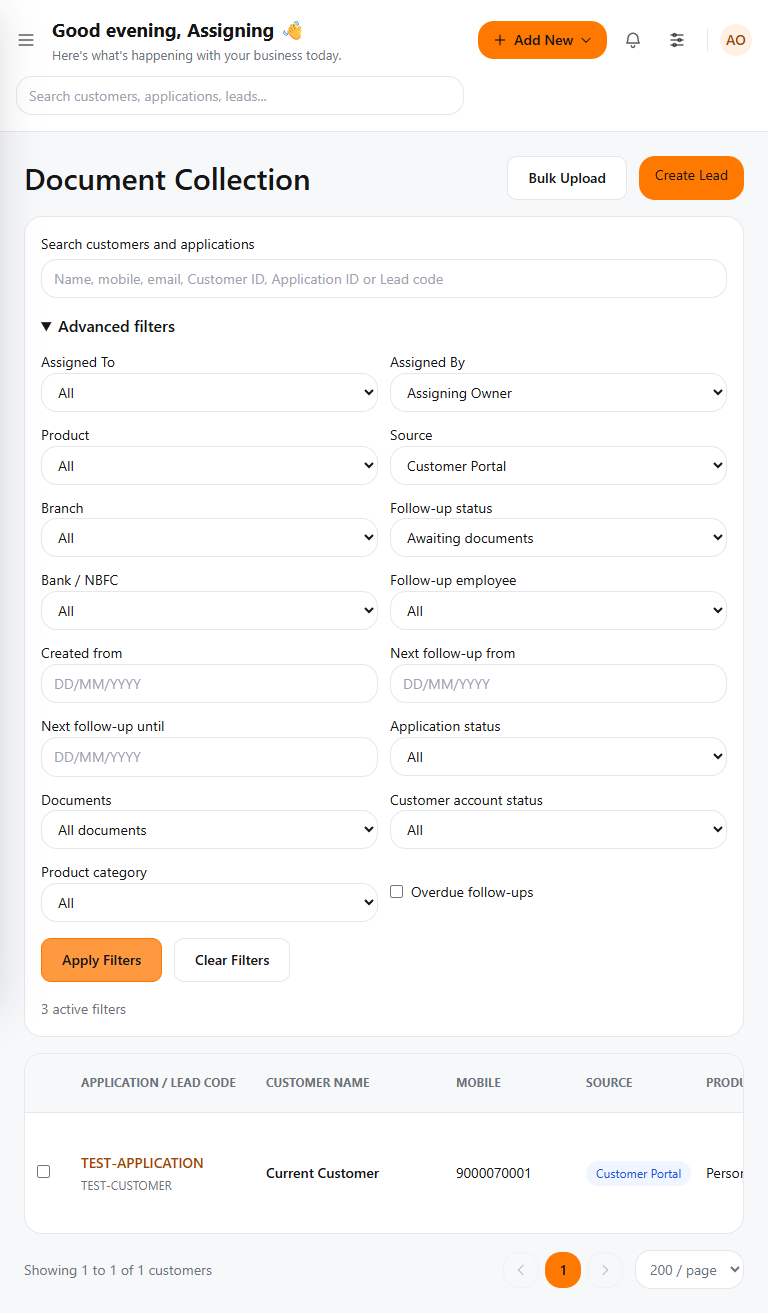 Good evening, Assigning 👋
Here's what's happening with your business today.
+ Add New
AO
Search customers, applications, leads...
Document Collection
Bulk Upload
Create Lead
Search customers and applications
Name, mobile, email, Customer ID, Application ID or Lead code
▼ Advanced filters
Assigned To
All
Assigned By
Assigning Owner
Product
All
Source
Customer Portal
Branch
All
Follow-up status
Awaiting documents
Bank / NBFC
All
Follow-up employee
All
Created from
DD/MM/YYYY
Next follow-up from
DD/MM/YYYY
Next follow-up until
DD/MM/YYYY
Application status
All
Documents
All documents
Customer account status
All
Product category
All
Overdue follow-ups
Apply Filters
Clear Filters
3 active filters
APPLICATION / LEAD CODE CUSTOMER NAME MOBILE SOURCE PRODU
TEST-APPLICATION
TEST-CUSTOMER
Current Customer
9000070001
Customer Portal
Person
Showing 1 to 1 of 1 customers
1
200 / page